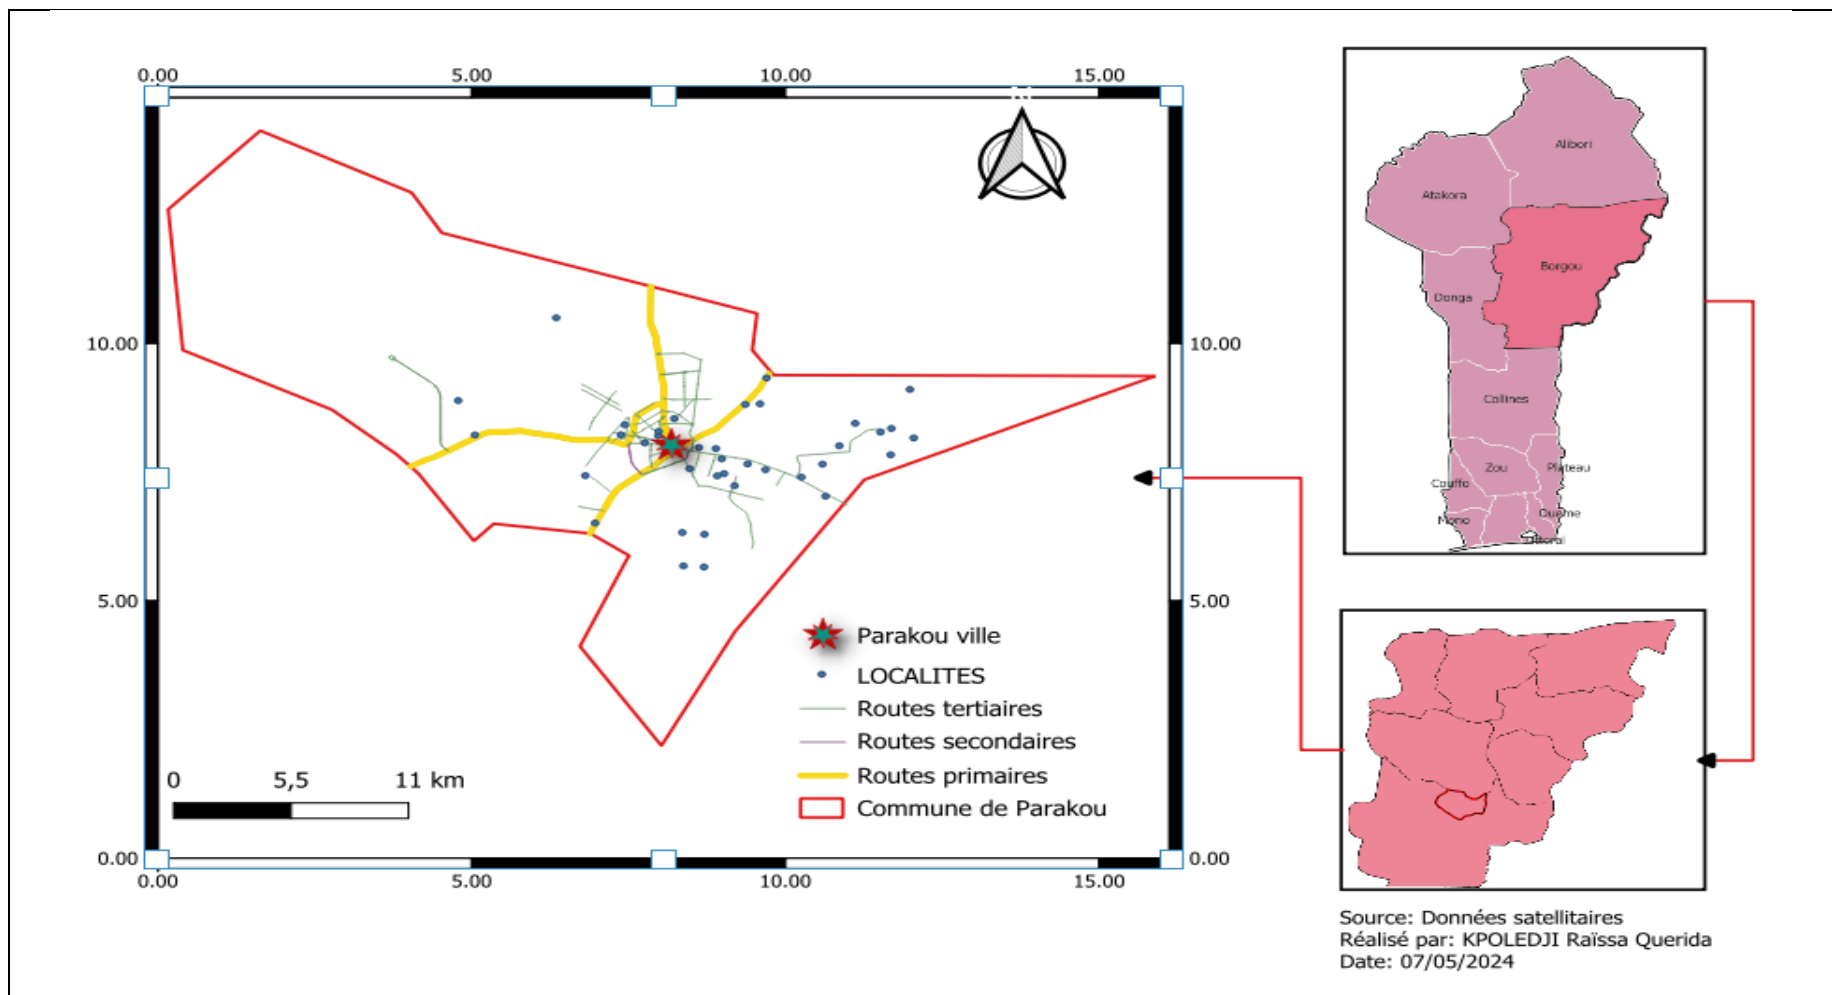 0.00 5.00 10.00 15.00
N
10.00 10.00
5.00 5.00
0.00 0.00
0.00 5.00 10.00 15.00
Parakou ville
LOCALITES
Routes tertiaires
Routes secondaires
Routes primaires
Commune de Parakou
0 5,5 11 km
Alibori
Atakora
Borgou
Donga
Collines
Zou
Plateau
Couffo
Mono
Oueme
Littoral
Source: Données satellitaires
Réalisé par: KPOLEDJI Raïssa Querida
Date: 07/05/2024